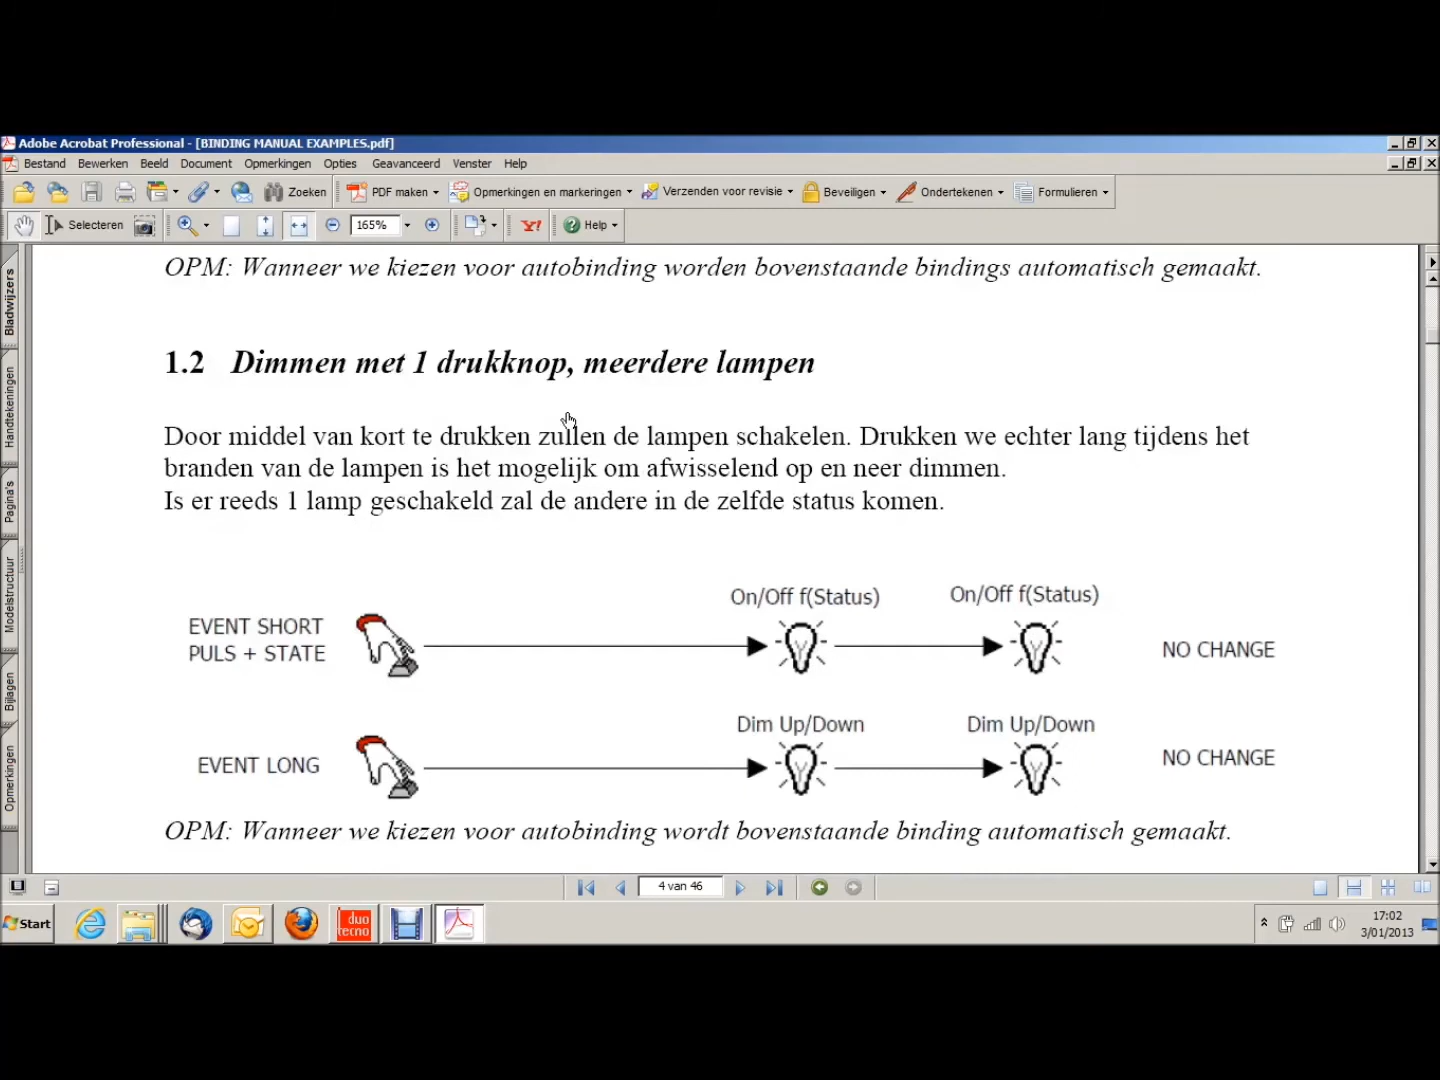 Adobe Acrobat Professional - [BINDING MANUAL EXAMPLES.pdf]
Bestand Bewerken Beeld Document Opmerkingen Opties Geavanceerd Venster Help
Zoeken PDF maken Opmerkingen en markeringen Verzenden voor revisie Beveiligen Ondertekenen Formulieren
Selecteren 165% Y! Help
Bladwijzers
Handtekeningen
Pagina's
Modelstructuur
Bijlagen
Opmerkingen
OPM: Wanneer we kiezen voor autobinding worden bovenstaande bindings automatisch gemaakt.
1.2 Dimmen met 1 drukknop, meerdere lampen
Door middel van kort te drukken zullen de lampen schakelen. Drukken we echter lang tijdens het
branden van de lampen is het mogelijk om afwisselend op en neer dimmen.
Is er reeds 1 lamp geschakeld zal de andere in de zelfde status komen.
On/Off f(Status) On/Off f(Status)
EVENT SHORT
PULS + STATE
NO CHANGE
Dim Up/Down Dim Up/Down
EVENT LONG
NO CHANGE
OPM: Wanneer we kiezen voor autobinding wordt bovenstaande binding automatisch gemaakt.
4 van 46
Start
duo
tecno
17:02
3/01/2013